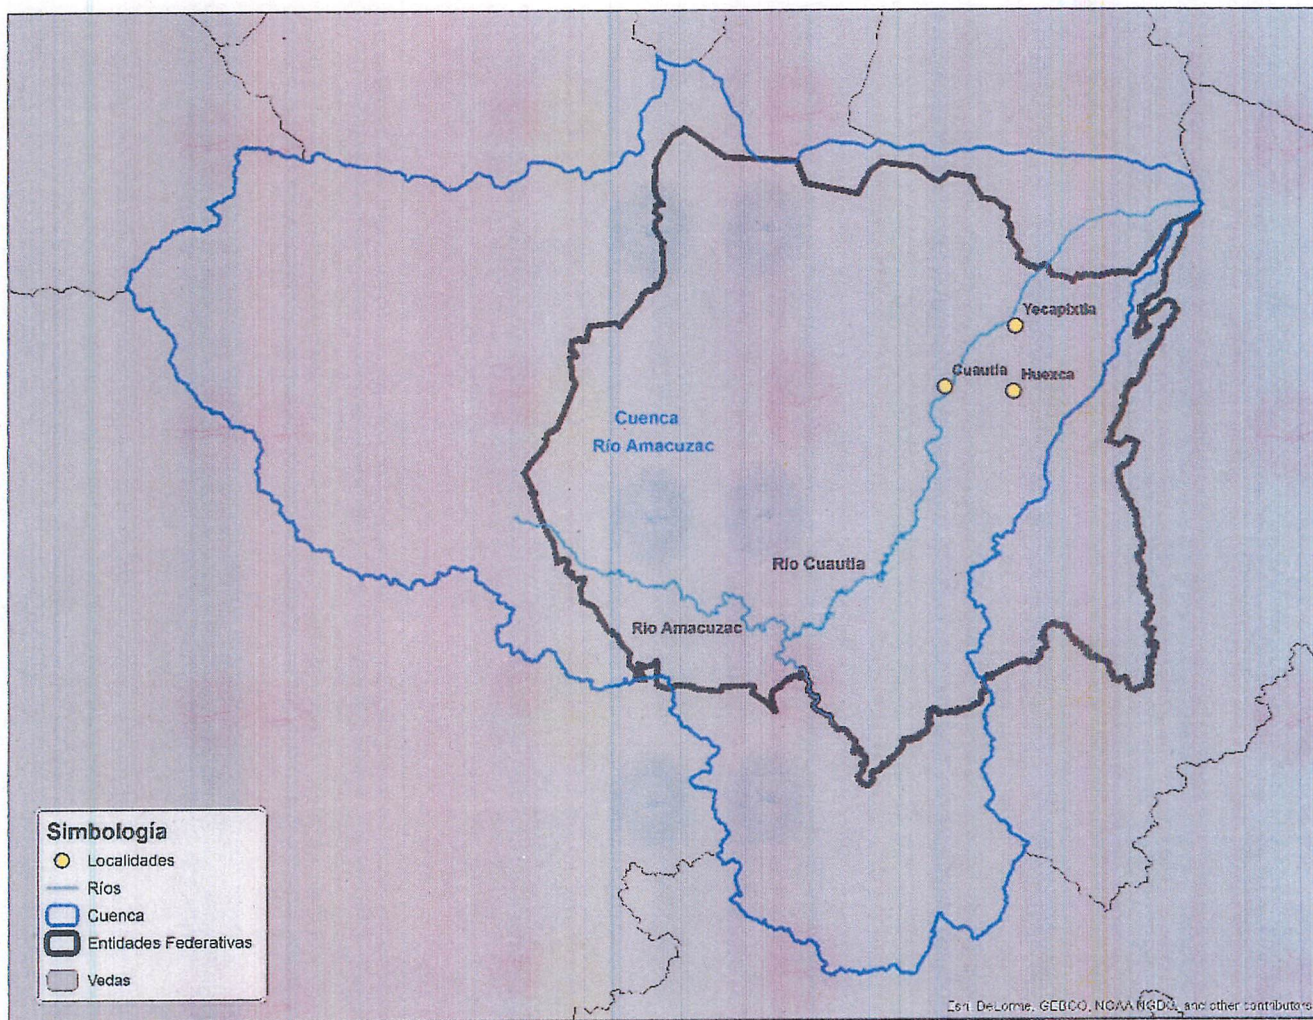 Yecapixtla
Cuautla
Huexca
Cuenca
Río Amacuzac
Río Cuautla
Río Amacuzac
Simbología
Localidades
Ríos
Cuenca
Entidades Federativas
Vedas
Esri, DeLorme, GEBCO, NOAA NGDC, and other contributors